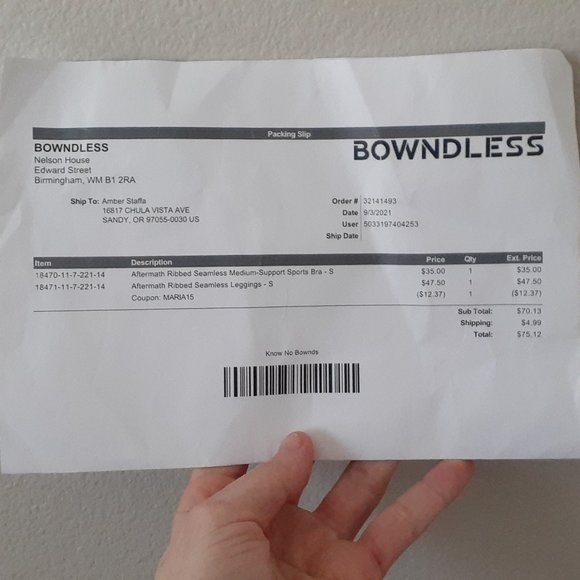 Packing Slip
BOWNDLESS
BOWNDLESS
Nelson House
Edward Street
Birmingham, WM B1 2RA
Ship To: Amber Staffa
16817 CHULA VISTA AVE
SANDY, OR 97055-0030 US
Order # 32141493
Date 9/3/2021
User 5033197404253
Ship Date
Item Description Price Qty Ext. Price
18470-11-7-221-14 Aftermath Ribbed Seamless Medium-Support Sports Bra - S $35.00 1 $35.00
18471-11-7-221-14 Aftermath Ribbed Seamless Leggings - S $47.50 1 $47.50
Coupon: MARIA15 ($12.37) 1 ($12.37)
Sub Total: $70.13
Shipping: $4.99
Total: $75.12
Know No Bownds